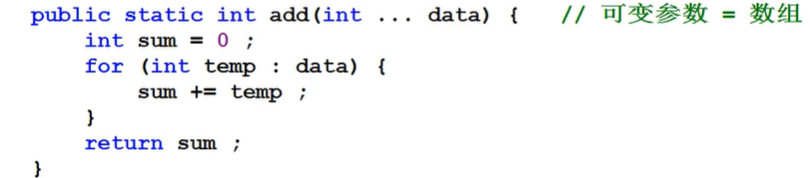 public static int add(int ... data) {   // 可变参数 = 数组
    int sum = 0 ;
    for (int temp : data) {
        sum += temp ;
    }
    return sum ;
}